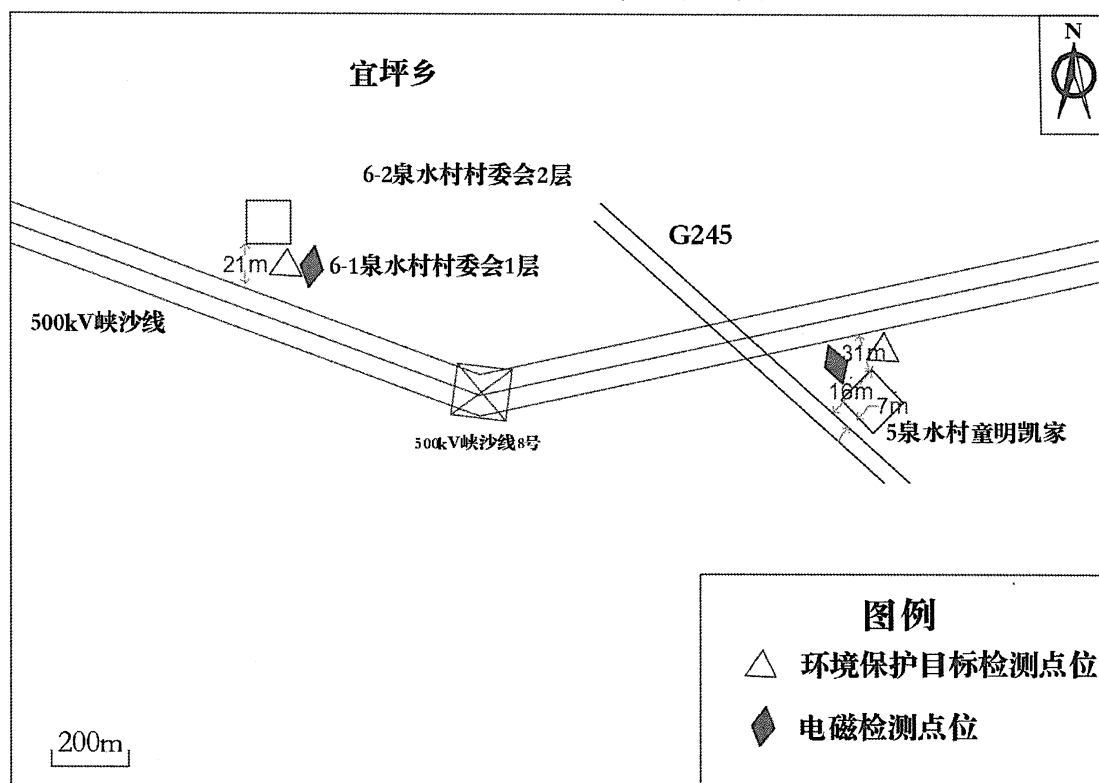 N
宜坪乡
6-2泉水村村委会2层
G245
21m
6-1泉水村村委会1层
500kV峡沙线
31m
16m
7m
500kV峡沙线8号
5泉水村童明凯家
图例
环境保护目标检测点位
电磁检测点位
200m